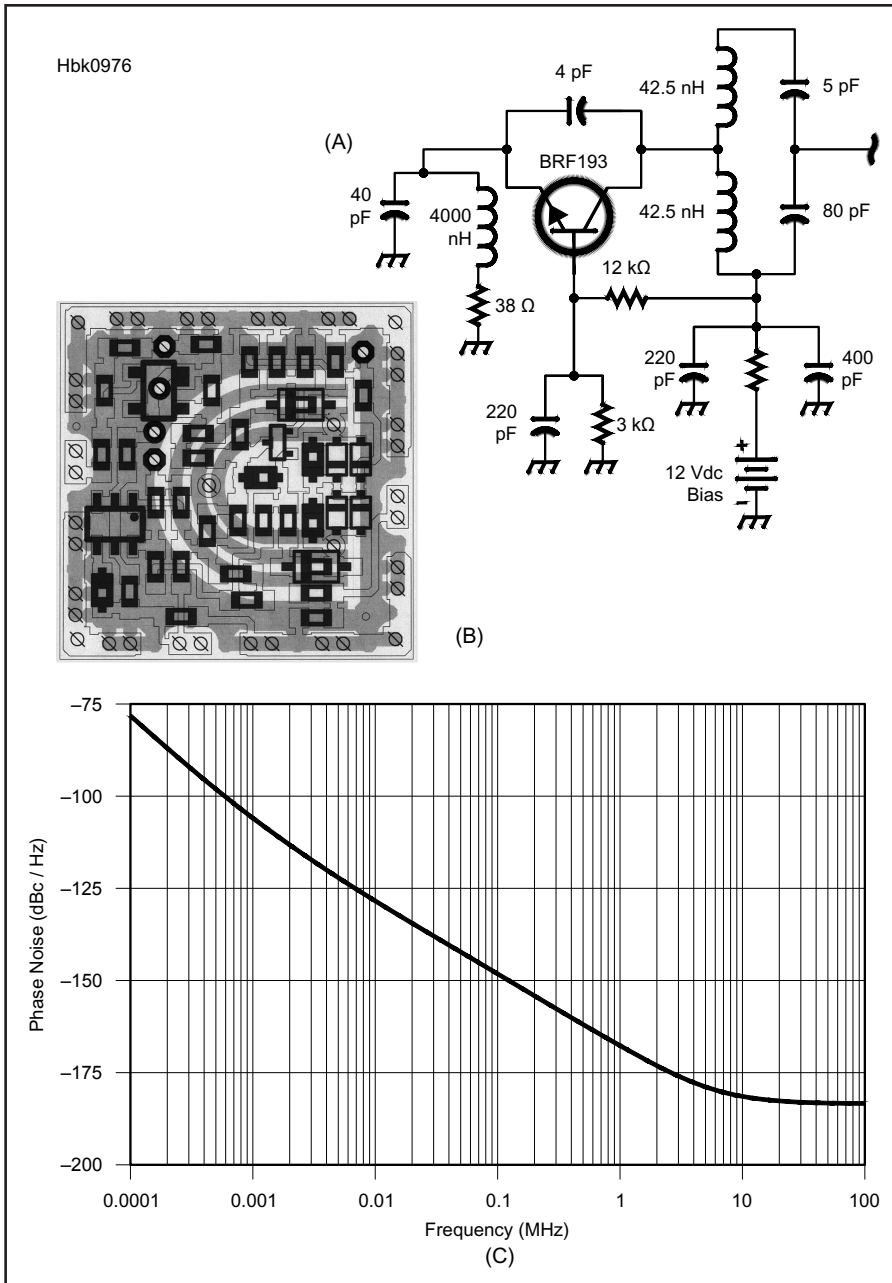 Hbk0976
(A)
4 pF
BRF193
42.5 nH
5 pF
42.5 nH
80 pF
40
pF
4000
nH
38 Ω
12 kΩ
220
pF
3 kΩ
220
pF
400
pF
+
12 Vdc
Bias
−
(B)
–75
–100
–125
–150
–175
–200
Phase Noise (dBc / Hz)
0.0001
0.001
0.01
0.1
1
10
100
Frequency (MHz)
(C)